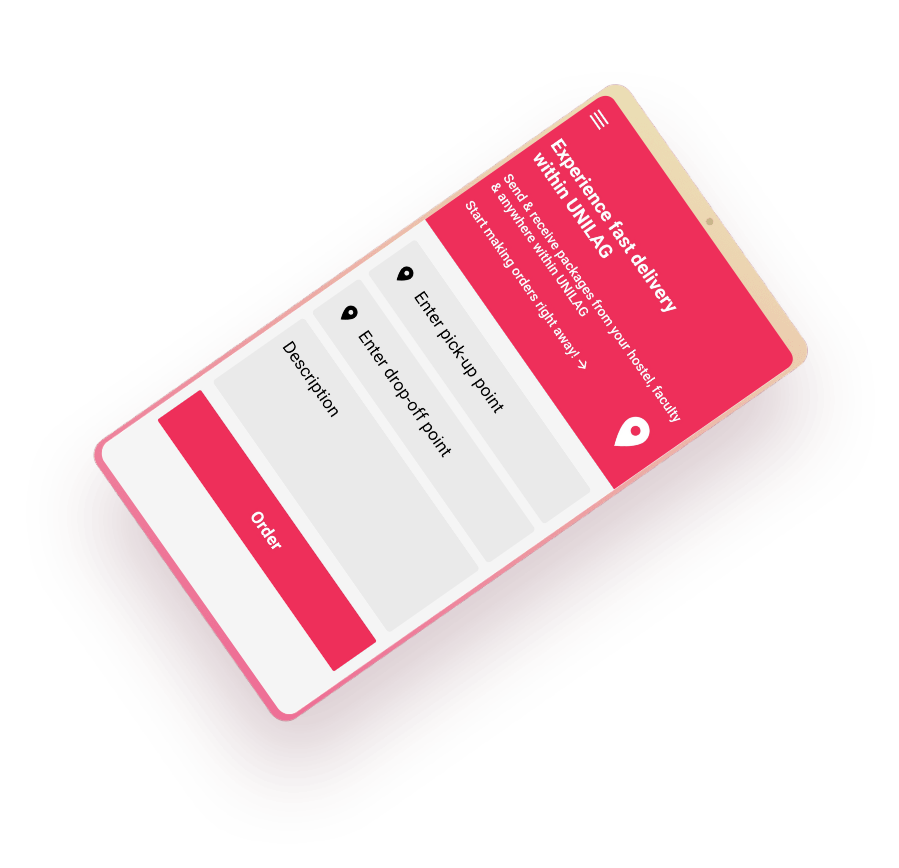 Experience fast delivery
within UNILAG
Send & receive packages from your hostel, faculty
& anywhere within UNILAG
Start making orders right away! →
Enter pick-up point
Enter drop-off point
Description
Order